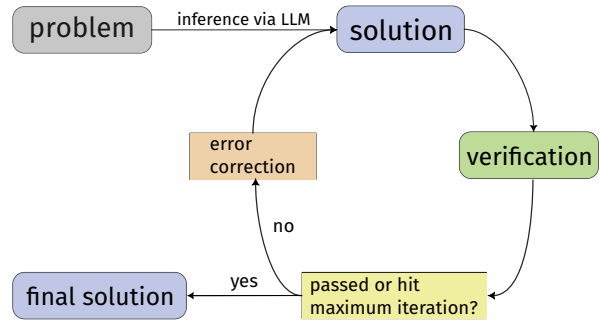 problem
inference via LLM
solution
error
correction
verification
no
yes
final solution
passed or hit
maximum iteration?